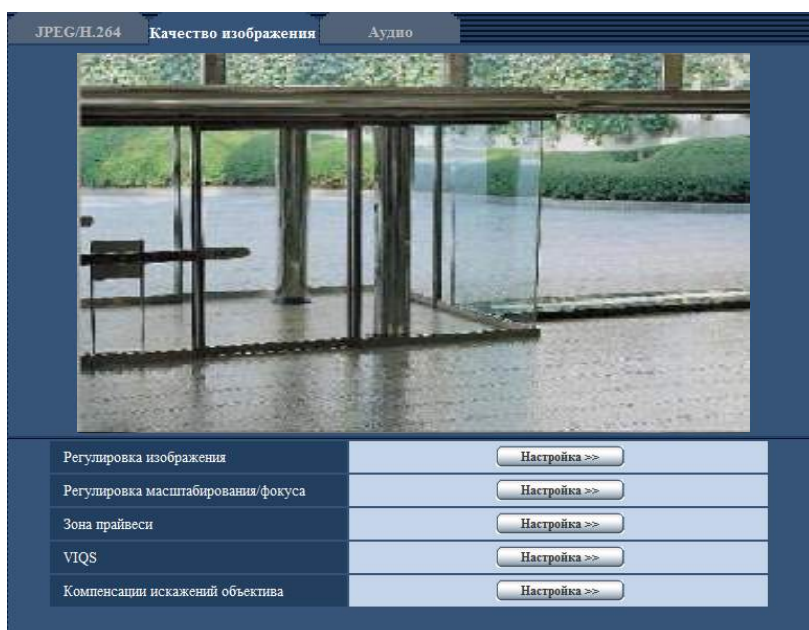 JPEG/H.264 Качество изображения Аудио
Регулировка изображения Настройка >>
Регулировка масштабирования/фокуса Настройка >>
Зона прайвеси Настройка >>
VIQS Настройка >>
Компенсации искажений объектива Настройка >>